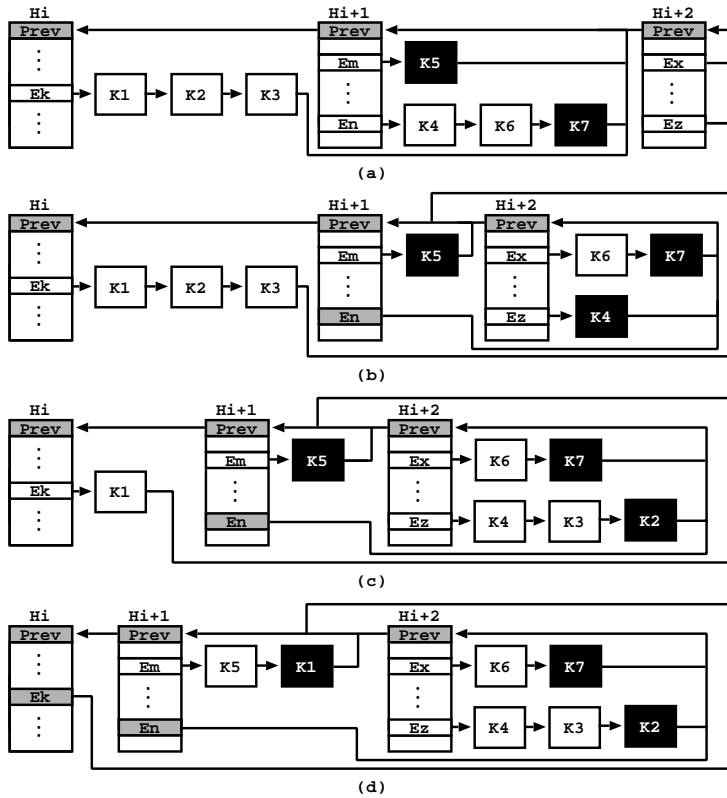 Hi Hi+1 Hi+2
Prev Prev Prev
Em K5 Ex
Ek K1 K2 K3
En K4 K6 K7 Ez
(a)
Hi Hi+1 Hi+2
Prev Prev Prev
Em K5 Ex K6 K7
Ek K1 K2 K3
En Ez K4
(b)
Hi Hi+1 Hi+2
Prev Prev Prev
Em K5 Ex K6 K7
Ek K1
En Ez K4 K3 K2
(c)
Hi Hi+1 Hi+2
Prev Prev Prev
Em K5 K1 Ex K6 K7
Ek
En Ez K4 K3 K2
(d)